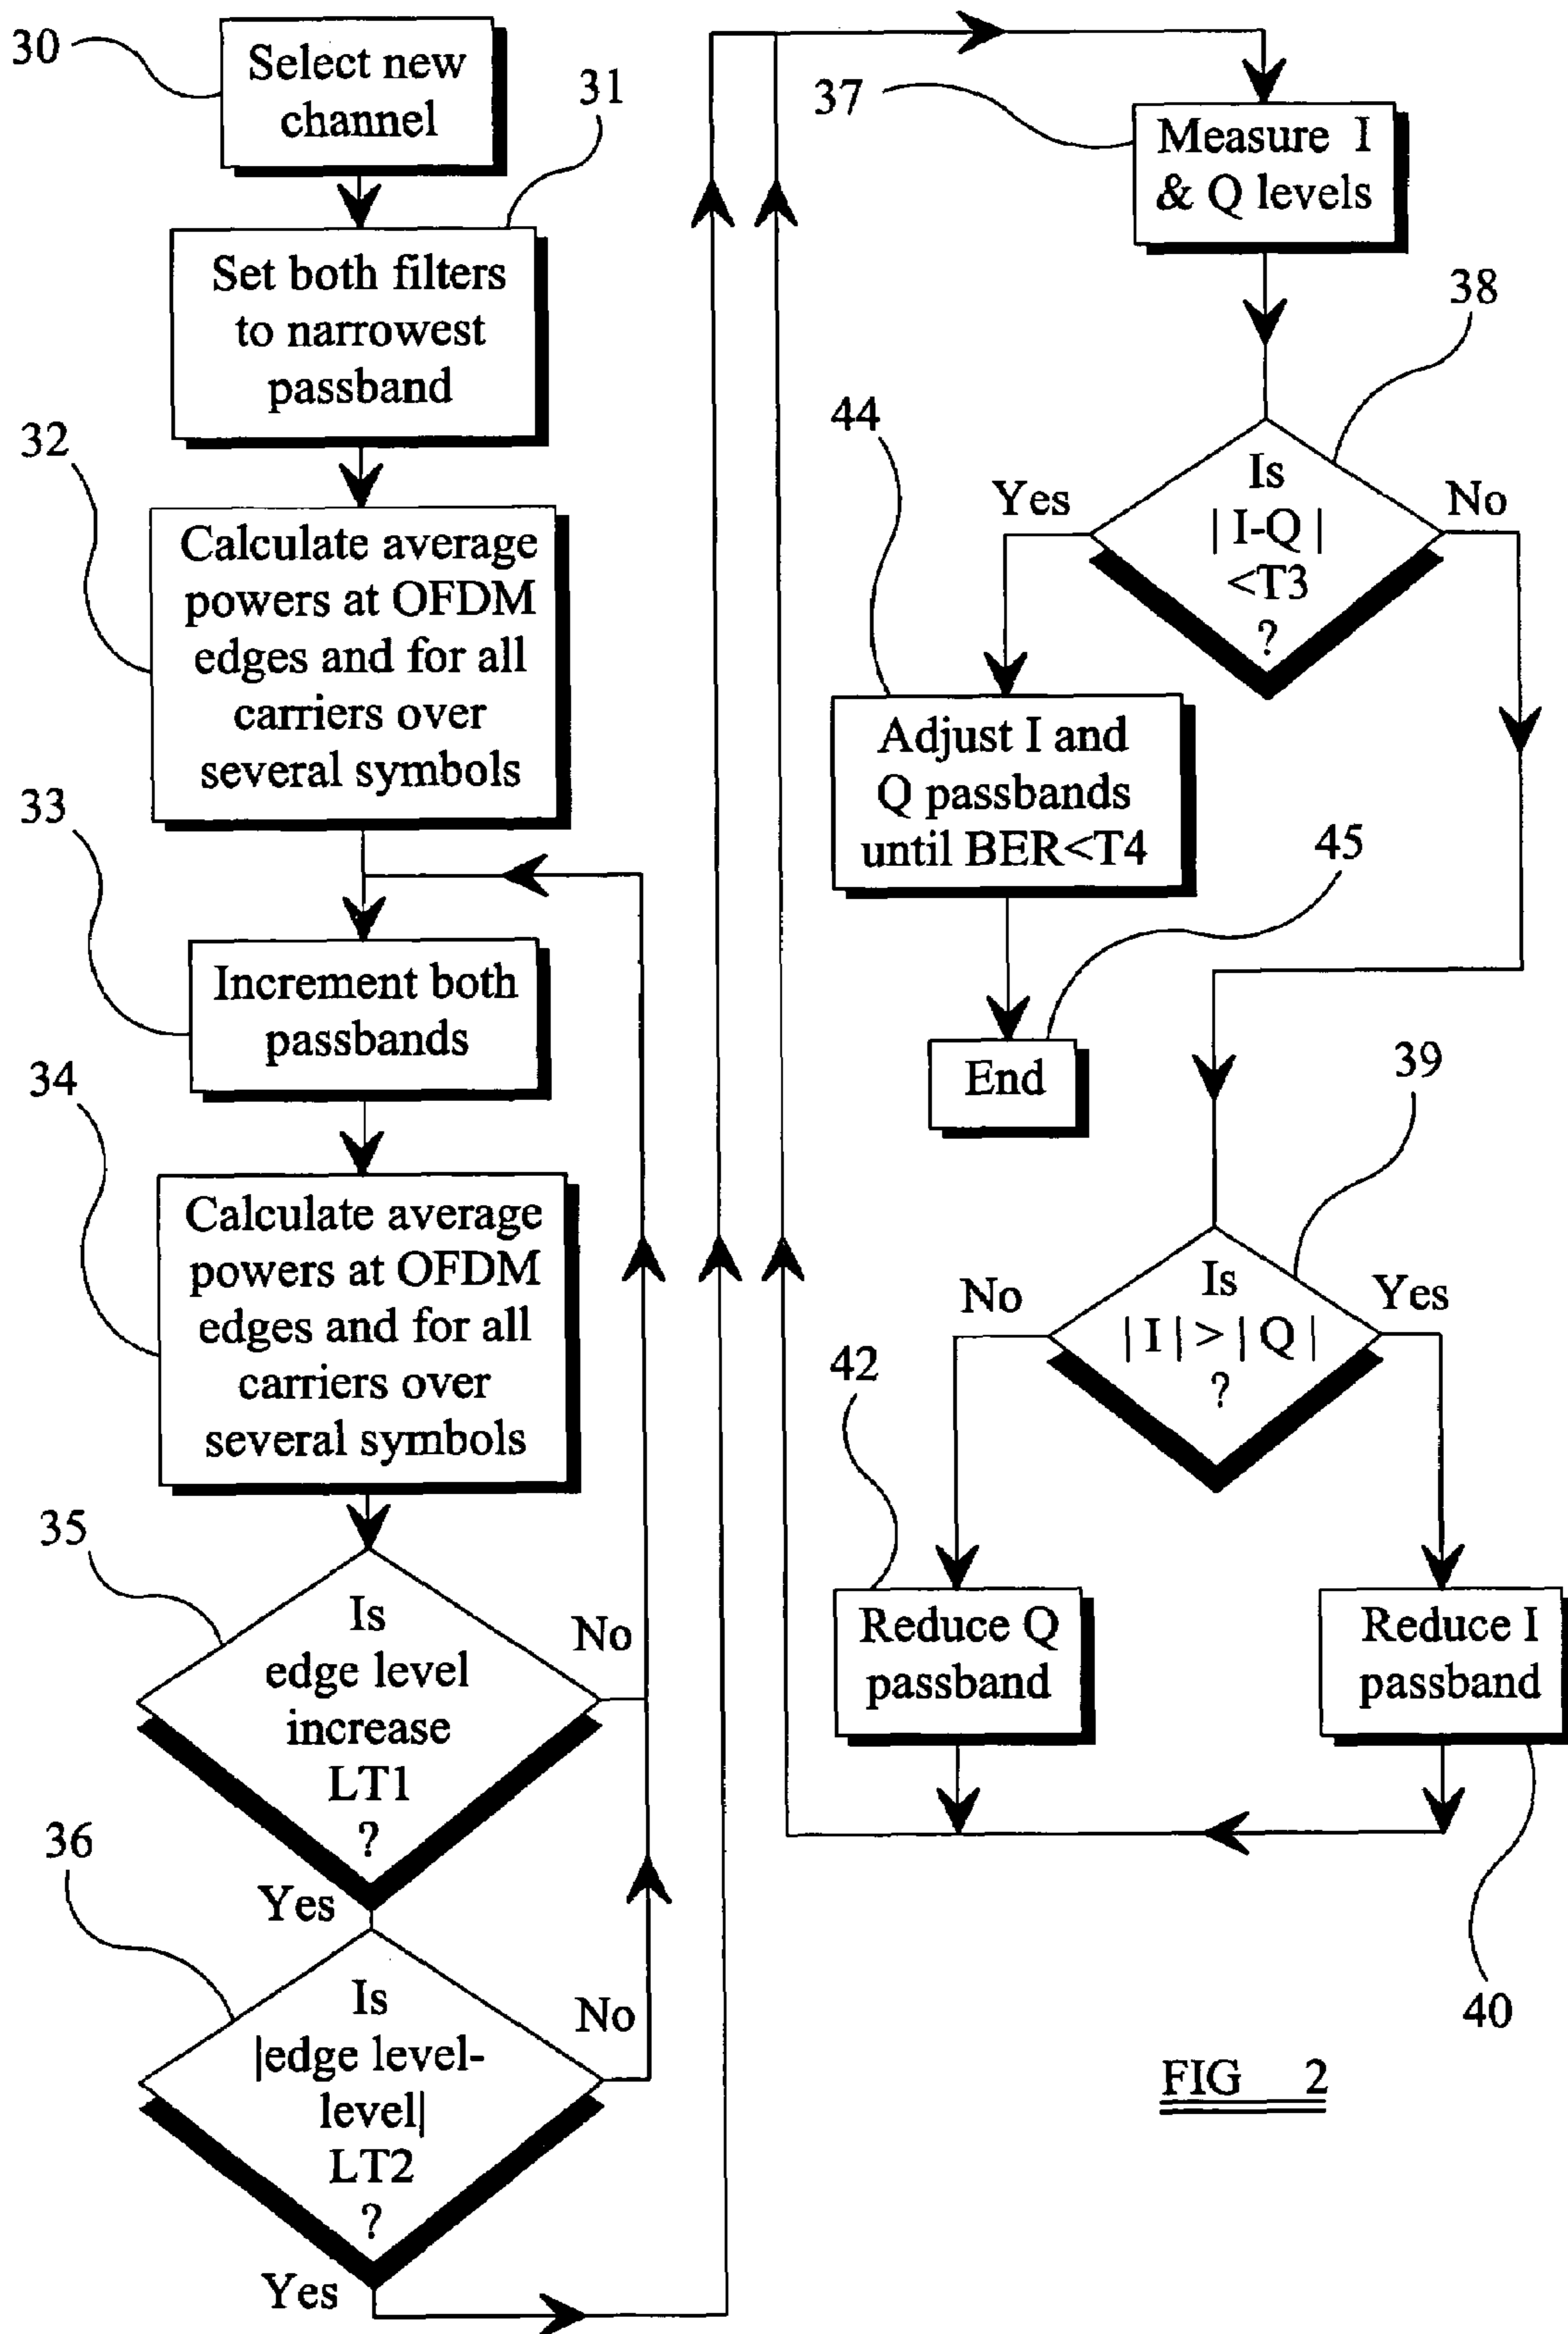 30
Select new
channel
31
Set both filters
to narrowest
passband
32
Calculate average
powers at OFDM
edges and for all
carriers over
several symbols
33
Increment both
passbands
34
Calculate average
powers at OFDM
edges and for all
carriers over
several symbols
35
Is
edge level
increase
LT1
?
No
Yes
36
Is
|edge level-
level|
LT2
?
No
Yes
37
Measure I
& Q levels
38
Is
| I-Q |
<T3
?
Yes
No
44
Adjust I and
Q passbands
until BER<T4
45
End
39
Is
| I | > | Q |
?
No
Yes
42
Reduce Q
passband
Reduce I
passband
40
FIG 2